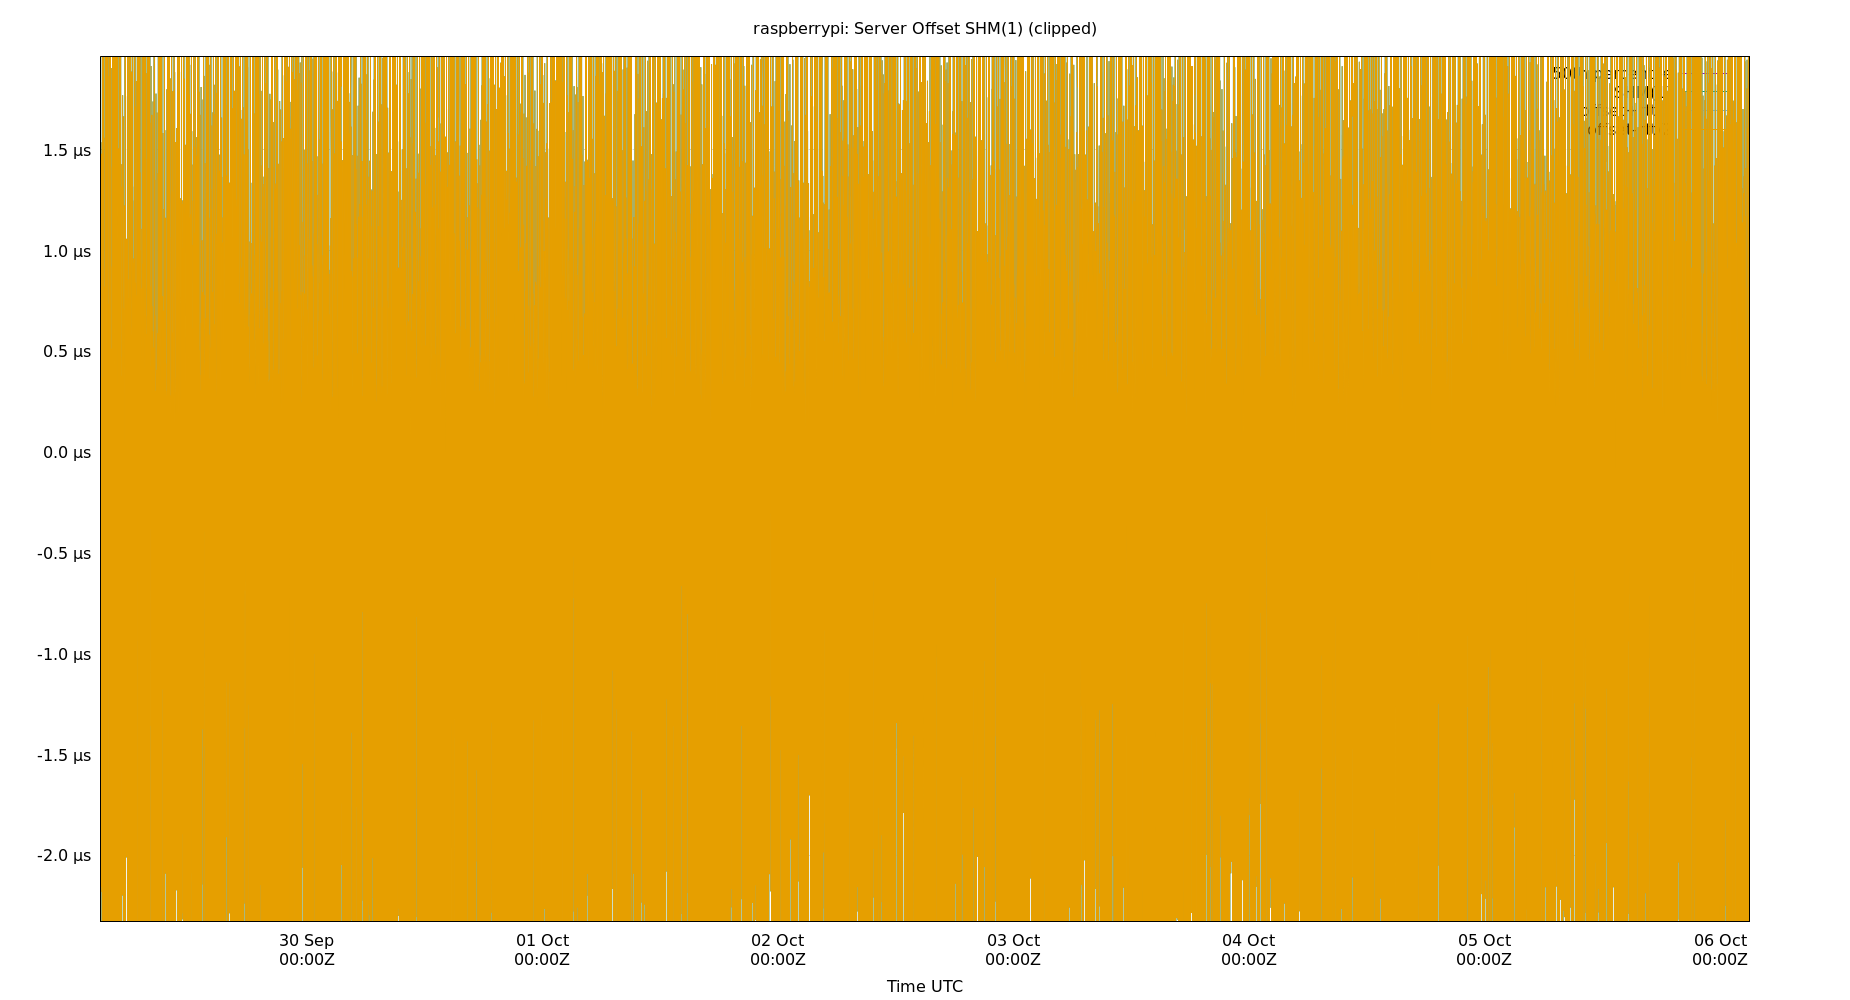 raspberrypi: Server Offset SHM(1) (clipped)
1.5 µs
1.0 µs
0.5 µs
0.0 µs
-0.5 µs
-1.0 µs
-1.5 µs
-2.0 µs
30 Sep 01 Oct 02 Oct 03 Oct 04 Oct 05 Oct 06 Oct
00:00Z 00:00Z 00:00Z 00:00Z 00:00Z 00:00Z 00:00Z
Time UTC